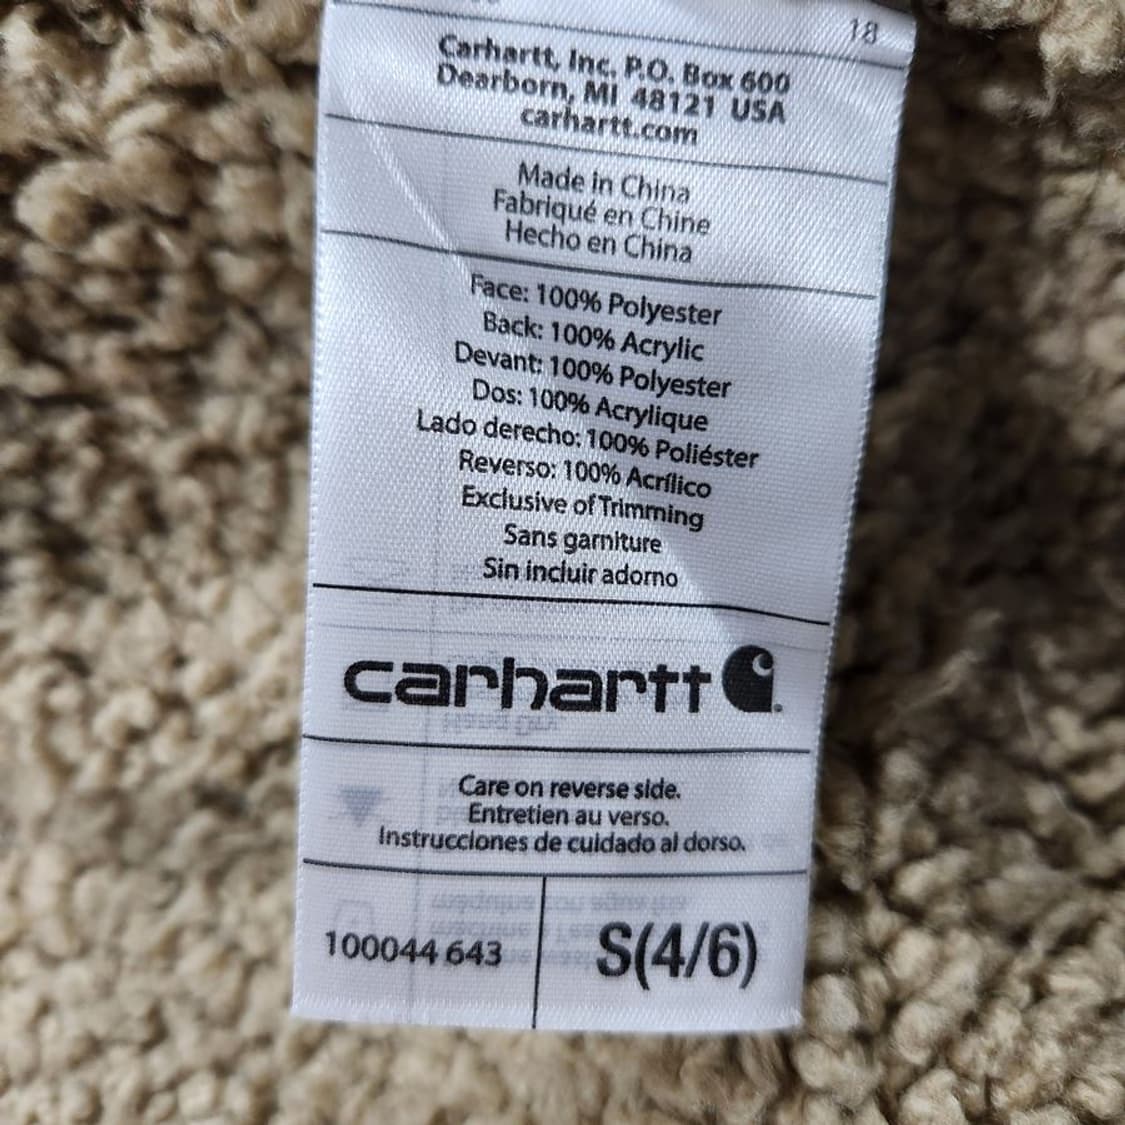 18
Carhartt, Inc. P.O. Box 600
Dearborn, MI 48121 USA
carhartt.com
Made in China
Fabriqué en Chine
Hecho en China
Face: 100% Polyester
Back: 100% Acrylic
Devant: 100% Polyester
Dos: 100% Acrylique
Lado derecho: 100% Poliéster
Reverso: 100% Acrílico
Exclusive of Trimming
Sans garniture
Sin incluir adorno
carhartt
Care on reverse side.
Entretien au verso.
Instrucciones de cuidado al dorso.
100044 643
S(4/6)